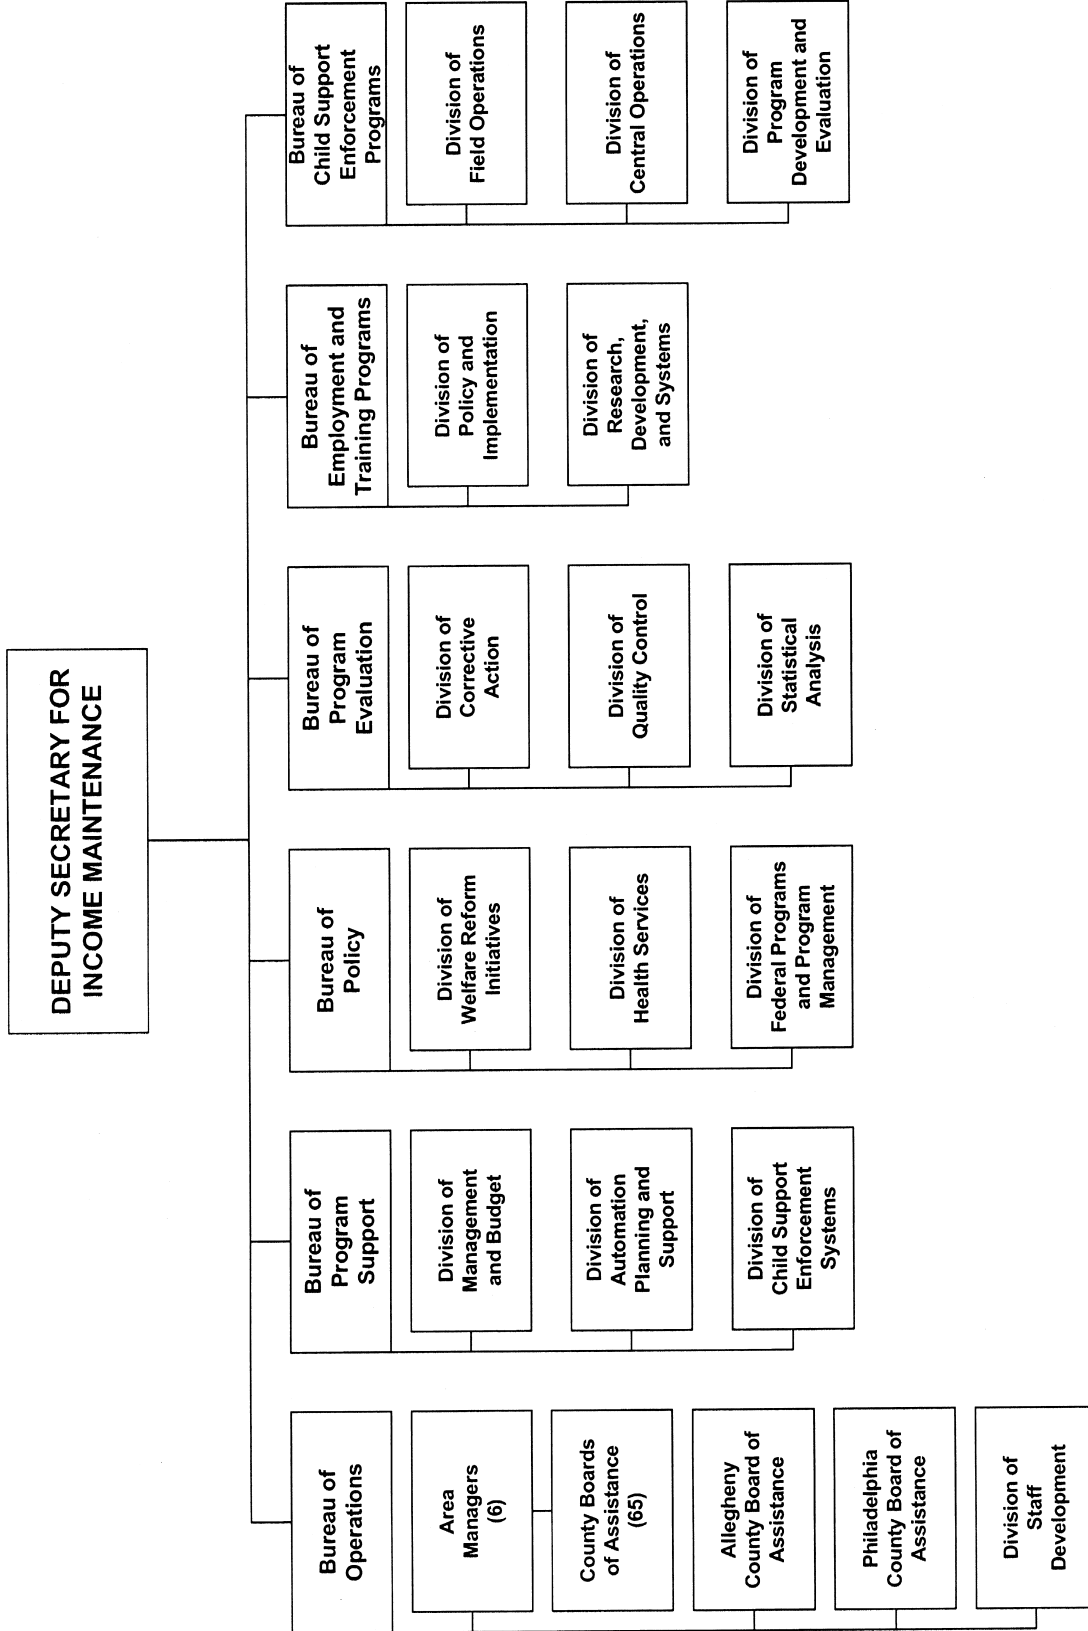 DEPUTY SECRETARY FOR
INCOME MAINTENANCE
Bureau of
Operations
Area
Managers
(6)
County Boards
of Assistance
(65)
Allegheny
County Board of
Assistance
Philadelphia
County Board of
Assistance
Division of
Staff
Development
Bureau of
Program
Support
Division of
Management
and Budget
Division of
Automation
Planning and
Support
Division of
Child Support
Enforcement
Systems
Bureau of
Policy
Division of
Welfare Reform
Initiatives
Division of
Health Services
Division of
Federal Programs
and Program
Management
Bureau of
Program
Evaluation
Division of
Corrective
Action
Division of
Quality Control
Division of
Statistical
Analysis
Bureau of
Employment and
Training Programs
Division of
Policy and
Implementation
Division of
Research,
Development,
and Systems
Bureau of
Child Support
Enforcement
Programs
Division of
Field Operations
Division of
Central Operations
Division of
Program
Development and
Evaluation